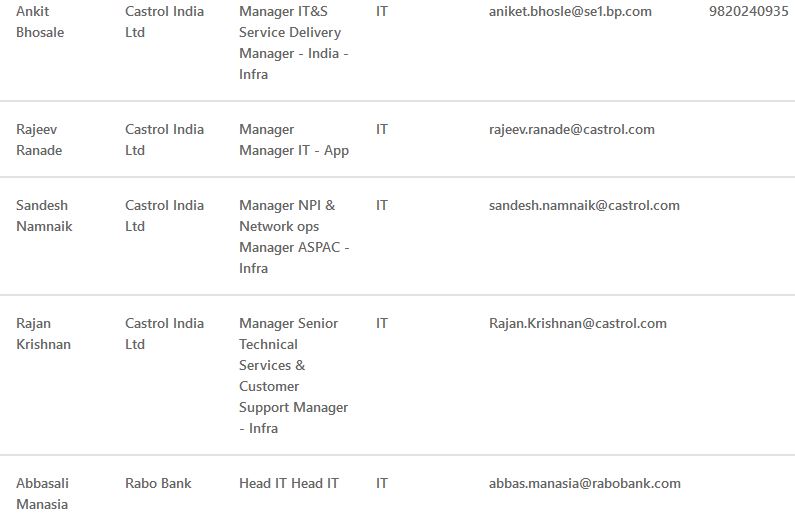 Ankit Castrol India Manager IT&S IT aniket.bhosle@se1.bp.com 9820240935
Bhosale Ltd Service Delivery
Manager - India -
Infra
Rajeev Castrol India Manager IT rajeev.ranade@castrol.com
Ranade Ltd Manager IT - App
Sandesh Castrol India Manager NPI & IT sandesh.namnaik@castrol.com
Namnaik Ltd Network ops
Manager ASPAC -
Infra
Rajan Castrol India Manager Senior IT Rajan.Krishnan@castrol.com
Krishnan Ltd Technical
Services &
Customer
Support Manager
- Infra
Abbasali Rabo Bank Head IT Head IT IT abbas.manasia@rabobank.com
Manasia